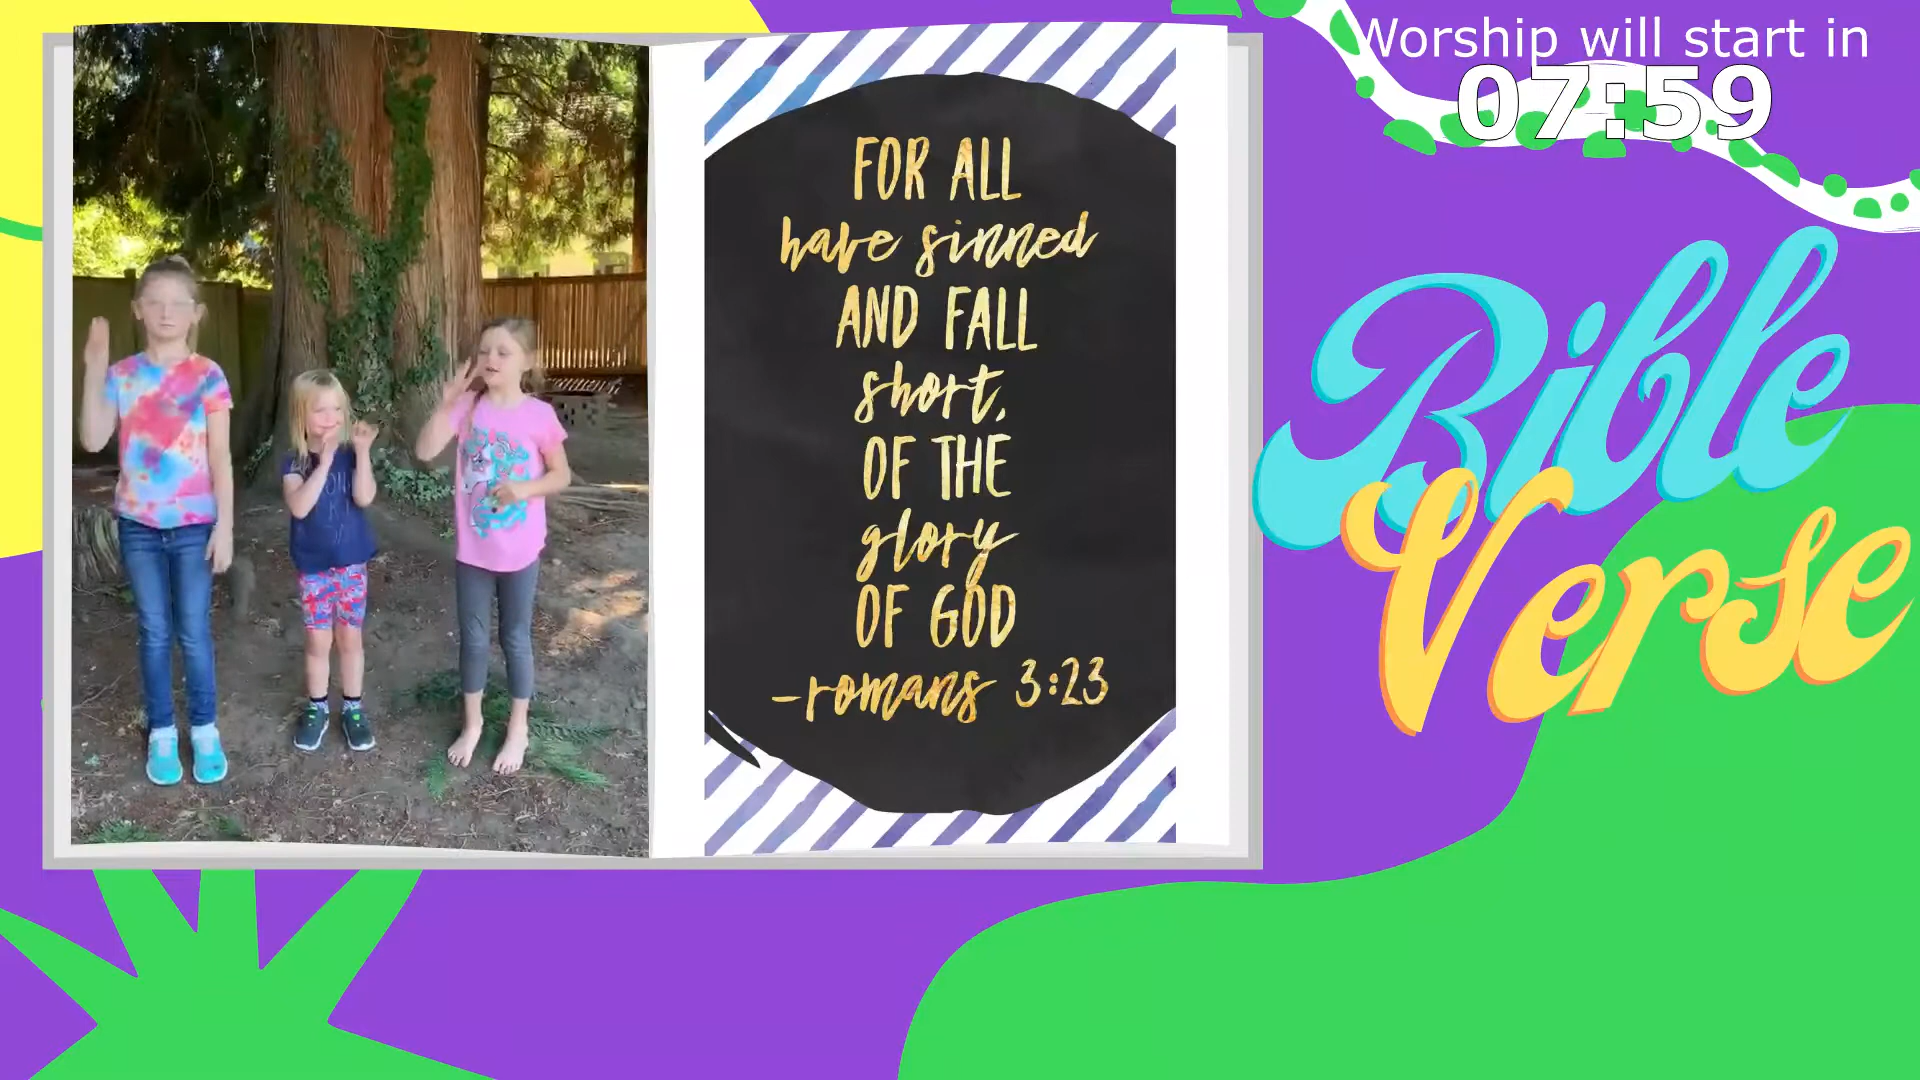 Worship will start in
07:59
FOR ALL
have sinned
AND FALL
short,
OF THE
glory
OF GOD
-romans 3:23
Bible
Verse